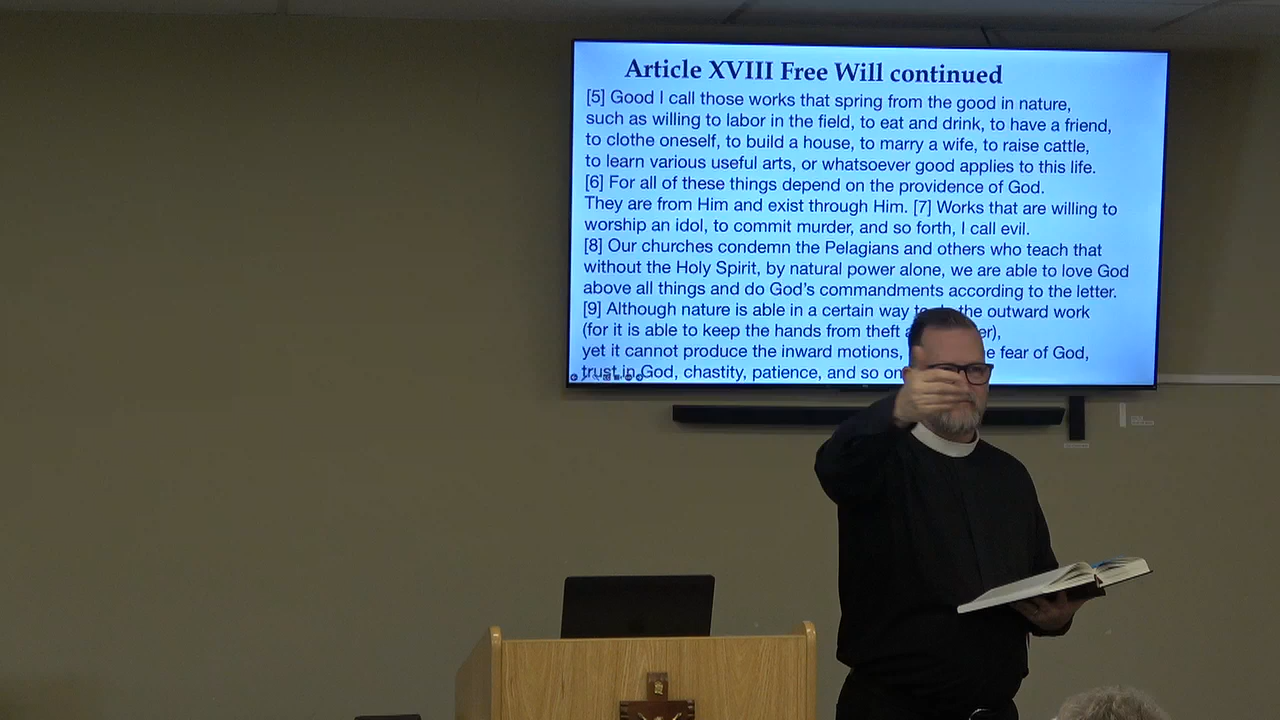 Article XVIII Free Will continued
[5] Good I call those works that spring from the good in nature,
such as willing to labor in the field, to eat and drink, to have a friend,
to clothe oneself, to build a house, to marry a wife, to raise cattle,
to learn various useful arts, or whatsoever good applies to this life.
[6] For all of these things depend on the providence of God.
They are from Him and exist through Him. [7] Works that are willing to
worship an idol, to commit murder, and so forth, I call evil.
[8] Our churches condemn the Pelagians and others who teach that
without the Holy Spirit, by natural power alone, we are able to love God
above all things and do God's commandments according to the letter.
[9] Although nature is able in a certain way to the outward work
(for it is able to keep the hands from theft er),
yet it cannot produce the inward motions, fear of God,
trust in God, chastity, patience, and so on